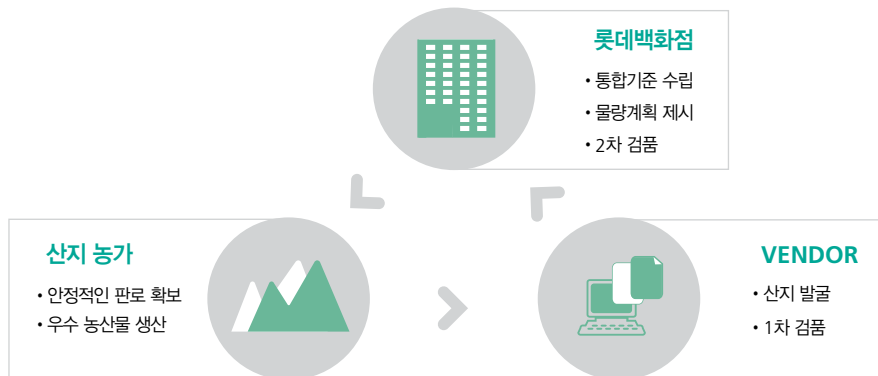 롯데백화점
• 통합기준 수립
• 물량계획 제시
• 2차 검품
산지 농가
• 안정적인 판로 확보
• 우수 농산물 생산
VENDOR
• 산지 발굴
• 1차 검품